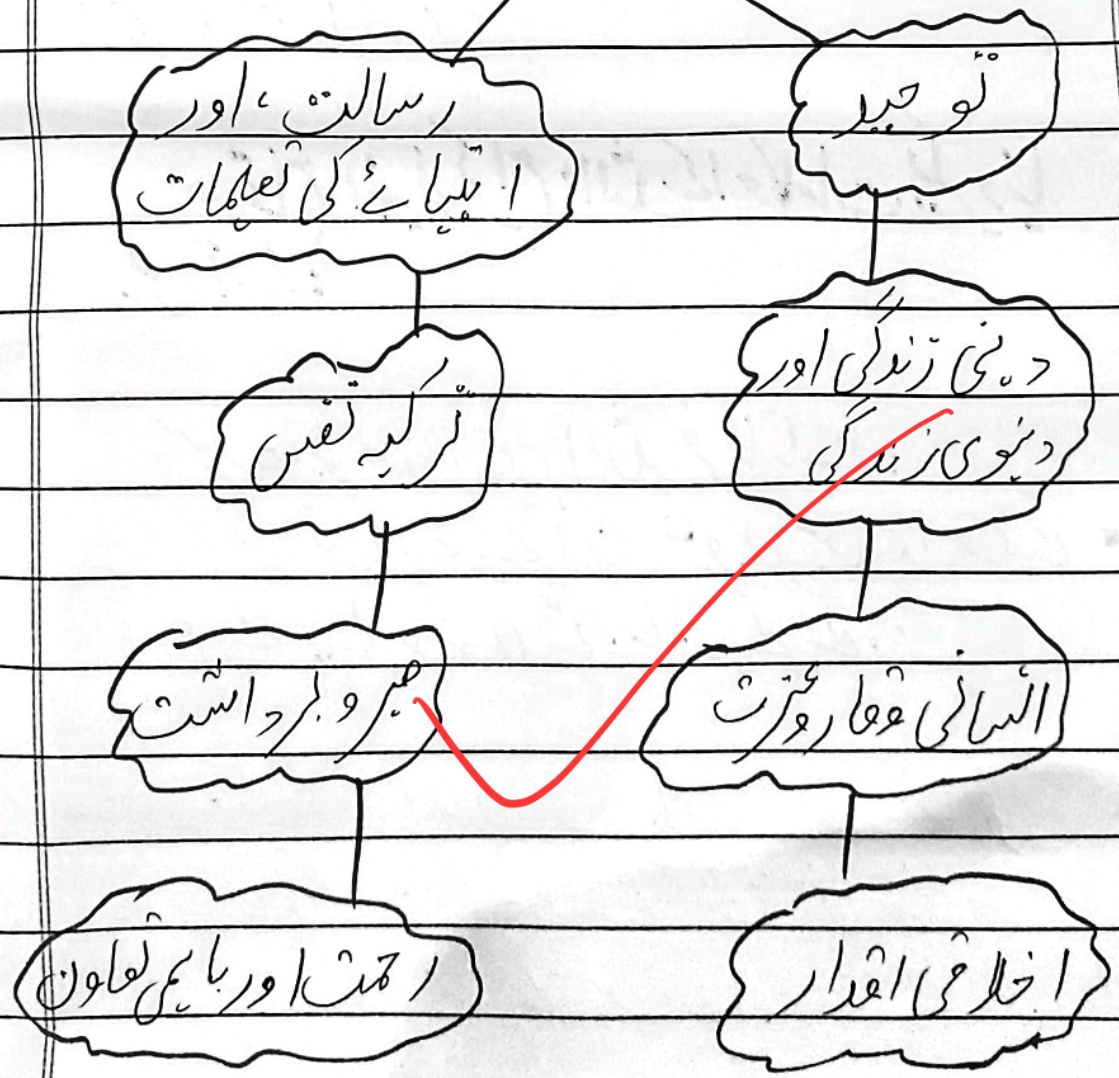 توحید
رسالت، اور
انبیائے کی تعلیمات
دینی زندگی اور
دنیوی زندگی
تزکیہ نفس
انسانی وقار و عزت
صبر و برداشت
اخلاقی اقدار
رحمت اور باہمی تعاون